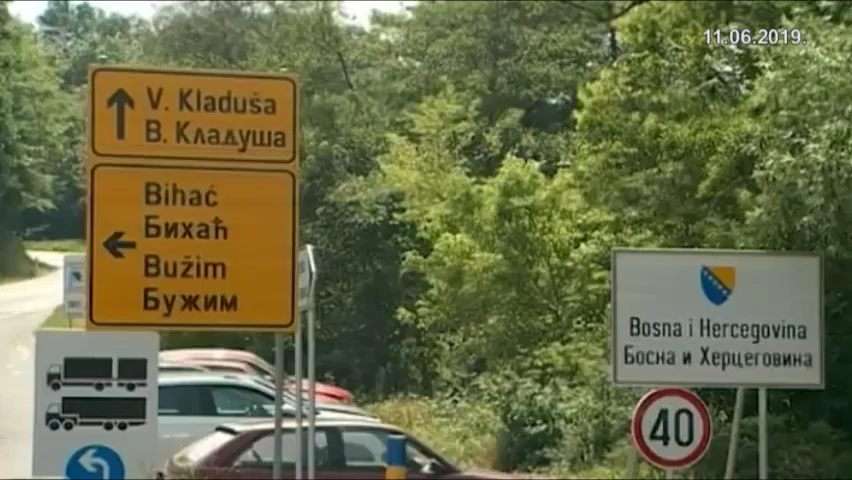 11.06.2019.
V. Kladuša
В. Кладуша
Bihać
Бихаћ
Bužim
Бужим
Bosna i Hercegovina
Босна и Херцеговина
40